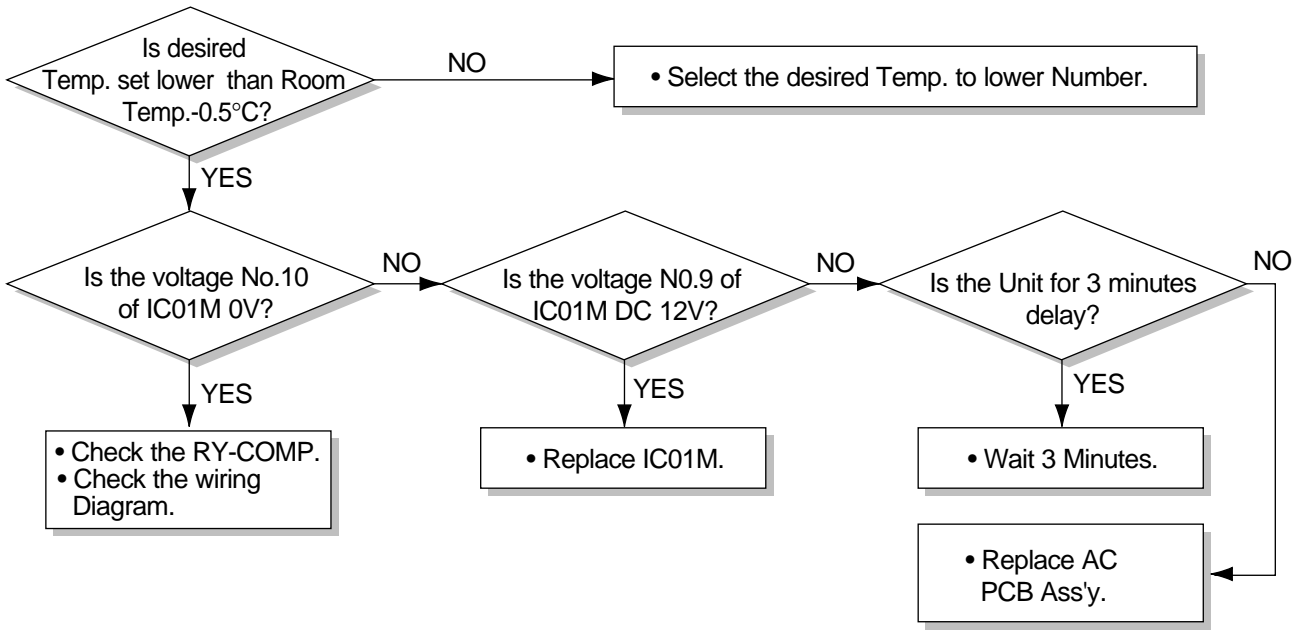 Is desired
Temp. set lower than Room
Temp.-0.5°C?
NO
• Select the desired Temp. to lower Number.
YES
Is the voltage No.10
of IC01M 0V?
NO
Is the voltage N0.9 of
IC01M DC 12V?
NO
Is the Unit for 3 minutes
delay?
NO
YES
YES
YES
• Check the RY-COMP.
• Check the wiring
Diagram.
• Replace IC01M.
• Wait 3 Minutes.
• Replace AC
PCB Ass'y.